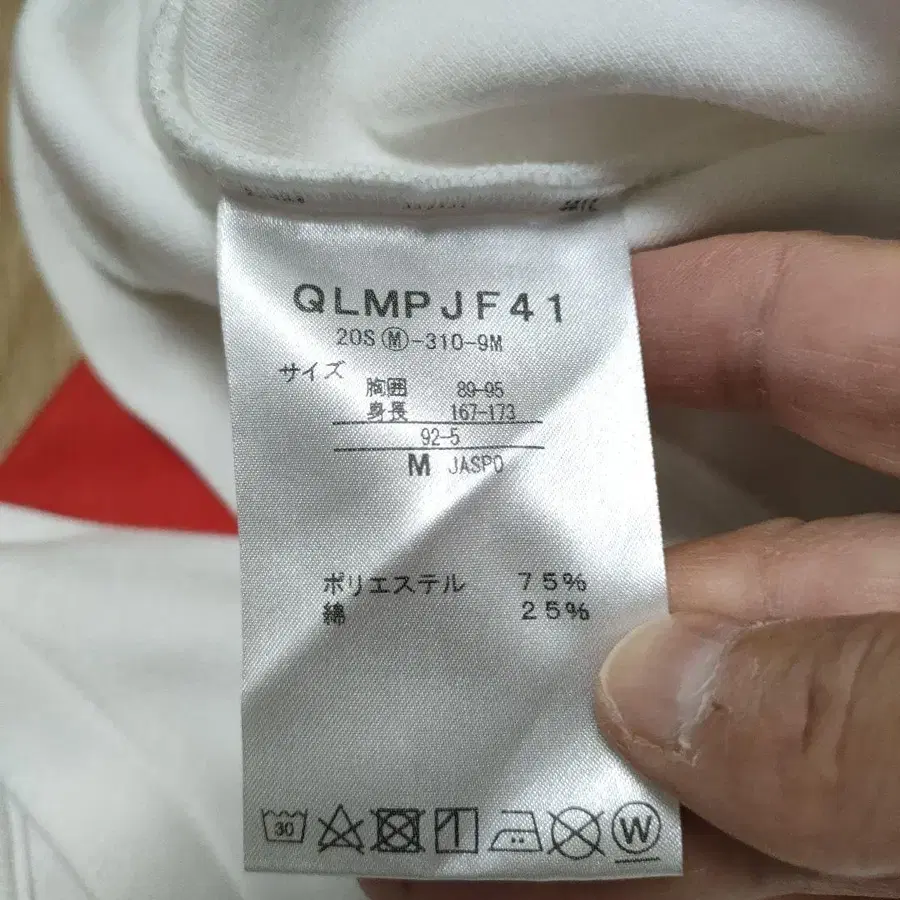 QLMPJF41
20S Ⓜ-310-9M
サイズ
胸囲 89-95
身長 167-173
92-5
M JASPO
ポリエステル 75%
綿 25%
30 W